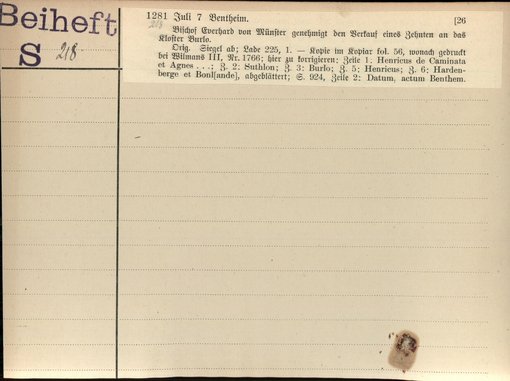 Beiheft
S 218
1281 Juli 7 Bentheim. [26
Bischof Everhard von Münster genehmigt den Verkauf eines Zehnten an das
Kloster Burlo.
Orig. Siegel ab; Lade 225, 1. — Kopie im Kopiar fol. 56, wonach gedruckt
bei Wilmans III, Nr. 1766; hier zu korrigieren; Zeile 1. Henricus de Caminata
et Agnes . . .; Z. 2: Suthlon; Z. 3: Burlo; Z. 5: Henricus; Z. 6: Harden-
berge et Bonl[ande], abgeblättert; S. 924, Zeile 2: Datum, actum Benthem.